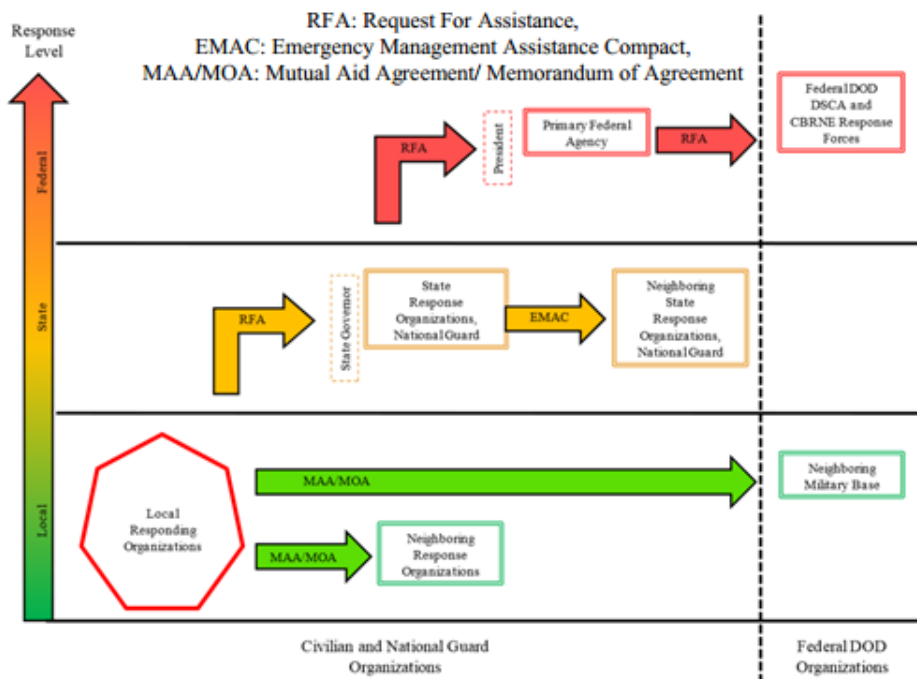 RFA: Request For Assistance,
EMAC: Emergency Management Assistance Compact,
MAA/MOA: Mutual Aid Agreement/ Memorandum of Agreement
Response
Level
Federal
State
Local
RFA
President
Primary Federal
Agency
RFA
Federal DOD
DSCA and
CBRNE Response
Forces
RFA
State Governor
State
Response
Organizations,
National Guard
EMAC
Neighboring
State
Response
Organizations,
National Guard
Local
Responding
Organizations
MAA/MOA
Neighboring
Military Base
MAA/MOA
Neighboring
Response
Organizations
Civilian and National Guard
Organizations
Federal DOD
Organizations